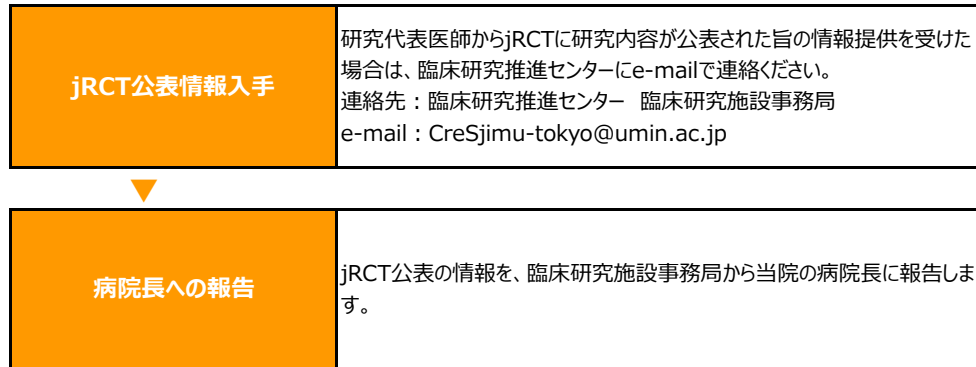 jRCT公表情報入手
研究代表医師からjRCTに研究内容が公表された旨の情報提供を受けた
場合は、臨床研究推進センターにe-mailで連絡ください。
連絡先：臨床研究推進センター　臨床研究施設事務局
e-mail：CreSjimu-tokyo@umin.ac.jp
病院長への報告
jRCT公表の情報を、臨床研究施設事務局から当院の病院長に報告しま
す。